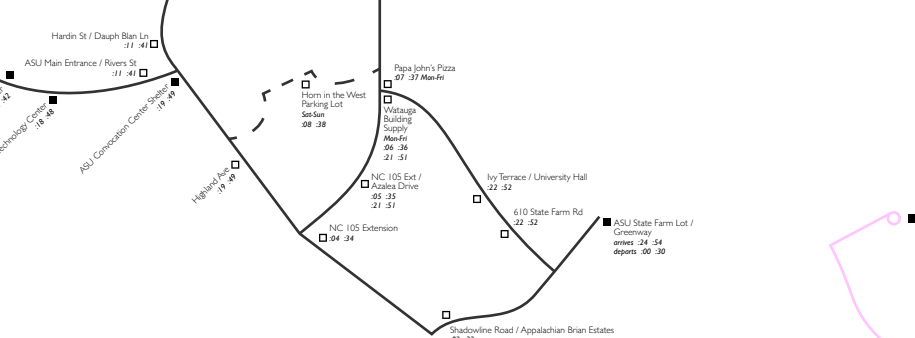 Hardin St / Dauph Blan Ln
:11 :41
ASU Main Entrance / Rivers St
:11 :41
:42
:18 :48
ASU Convocation Center Shelter
:19 :49
Highland Ave
:19 :49
Horn in the West
Parking Lot
Sat-Sun
:08 :38
Papa John's Pizza
:07 :37 Mon-Fri
Watauga
Building
Supply
Mon-Fri
:06 :36
:21 :51
NC 105 Ext /
Azalea Drive
:05 :35
:21 :51
NC 105 Extension
:04 :34
Ivy Terrace / University Hall
:22 :52
610 State Farm Rd
:22 :52
ASU State Farm Lot /
Greenway
arrives :24 :54
departs :00 :30
Shadowline Road / Appalachian Brian Estates